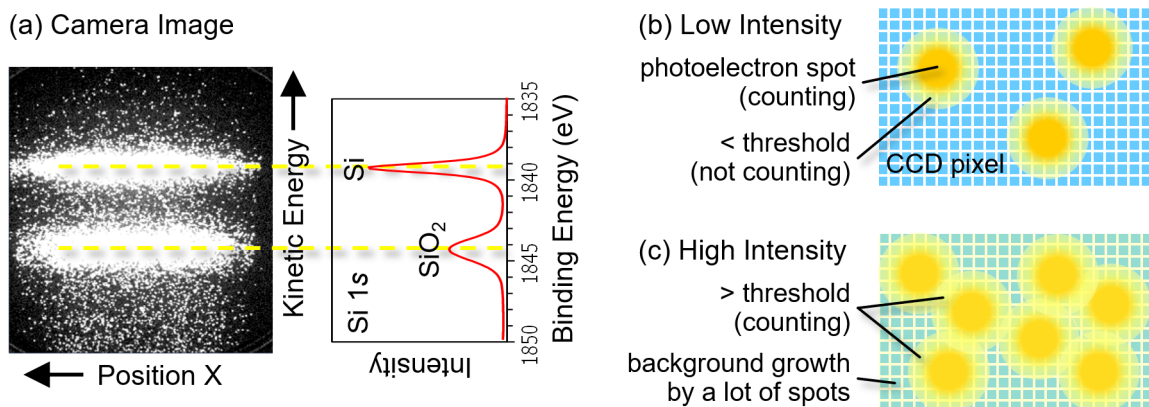 (a) Camera Image
Kinetic Energy
Position X
Si
SiO2
Si 1s
Intensity
1835
1840
1845
1850
Binding Energy (eV)
(b) Low Intensity
photoelectron spot
(counting)
< threshold
(not counting)
CCD pixel
(c) High Intensity
> threshold
(counting)
background growth
by a lot of spots